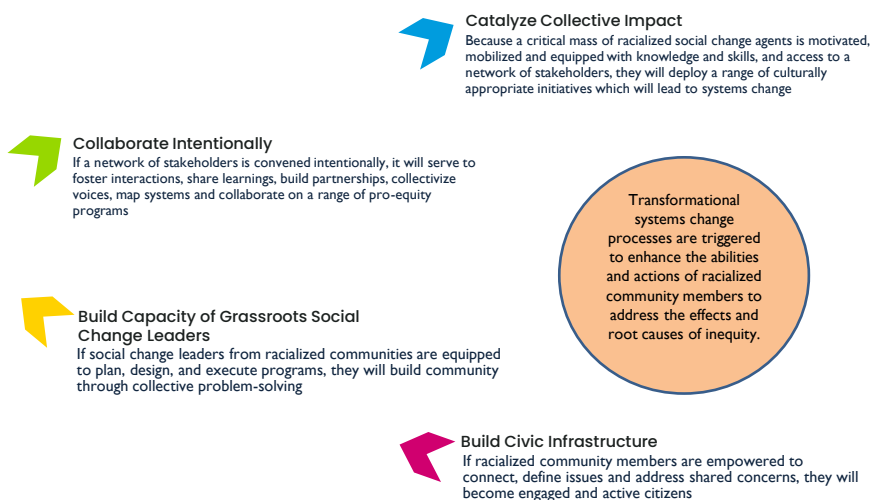 Catalyze Collective Impact
Because a critical mass of racialized social change agents is motivated,
mobilized and equipped with knowledge and skills, and access to a
network of stakeholders, they will deploy a range of culturally
appropriate initiatives which will lead to systems change
Collaborate Intentionally
If a network of stakeholders is convened intentionally, it will serve to
foster interactions, share learnings, build partnerships, collectivize
voices, map systems and collaborate on a range of pro-equity
programs
Transformational
systems change
processes are triggered
to enhance the abilities
and actions of racialized
community members to
address the effects and
root causes of inequity.
Build Capacity of Grassroots Social
Change Leaders
If social change leaders from racialized communities are equipped
to plan, design, and execute programs, they will build community
through collective problem-solving
Build Civic Infrastructure
If racialized community members are empowered to
connect, define issues and address shared concerns, they will
become engaged and active citizens